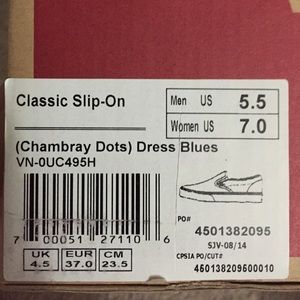 Classic Slip-On
Men US 5.5
Women US 7.0
(Chambray Dots) Dress Blues
VN-0UC495H
PO#
4501382095
SJV-08/14
CPSIA PO/CUT#
450138209500010
7 00051 27110 6
UK EUR CM
4.5 37.0 23.5